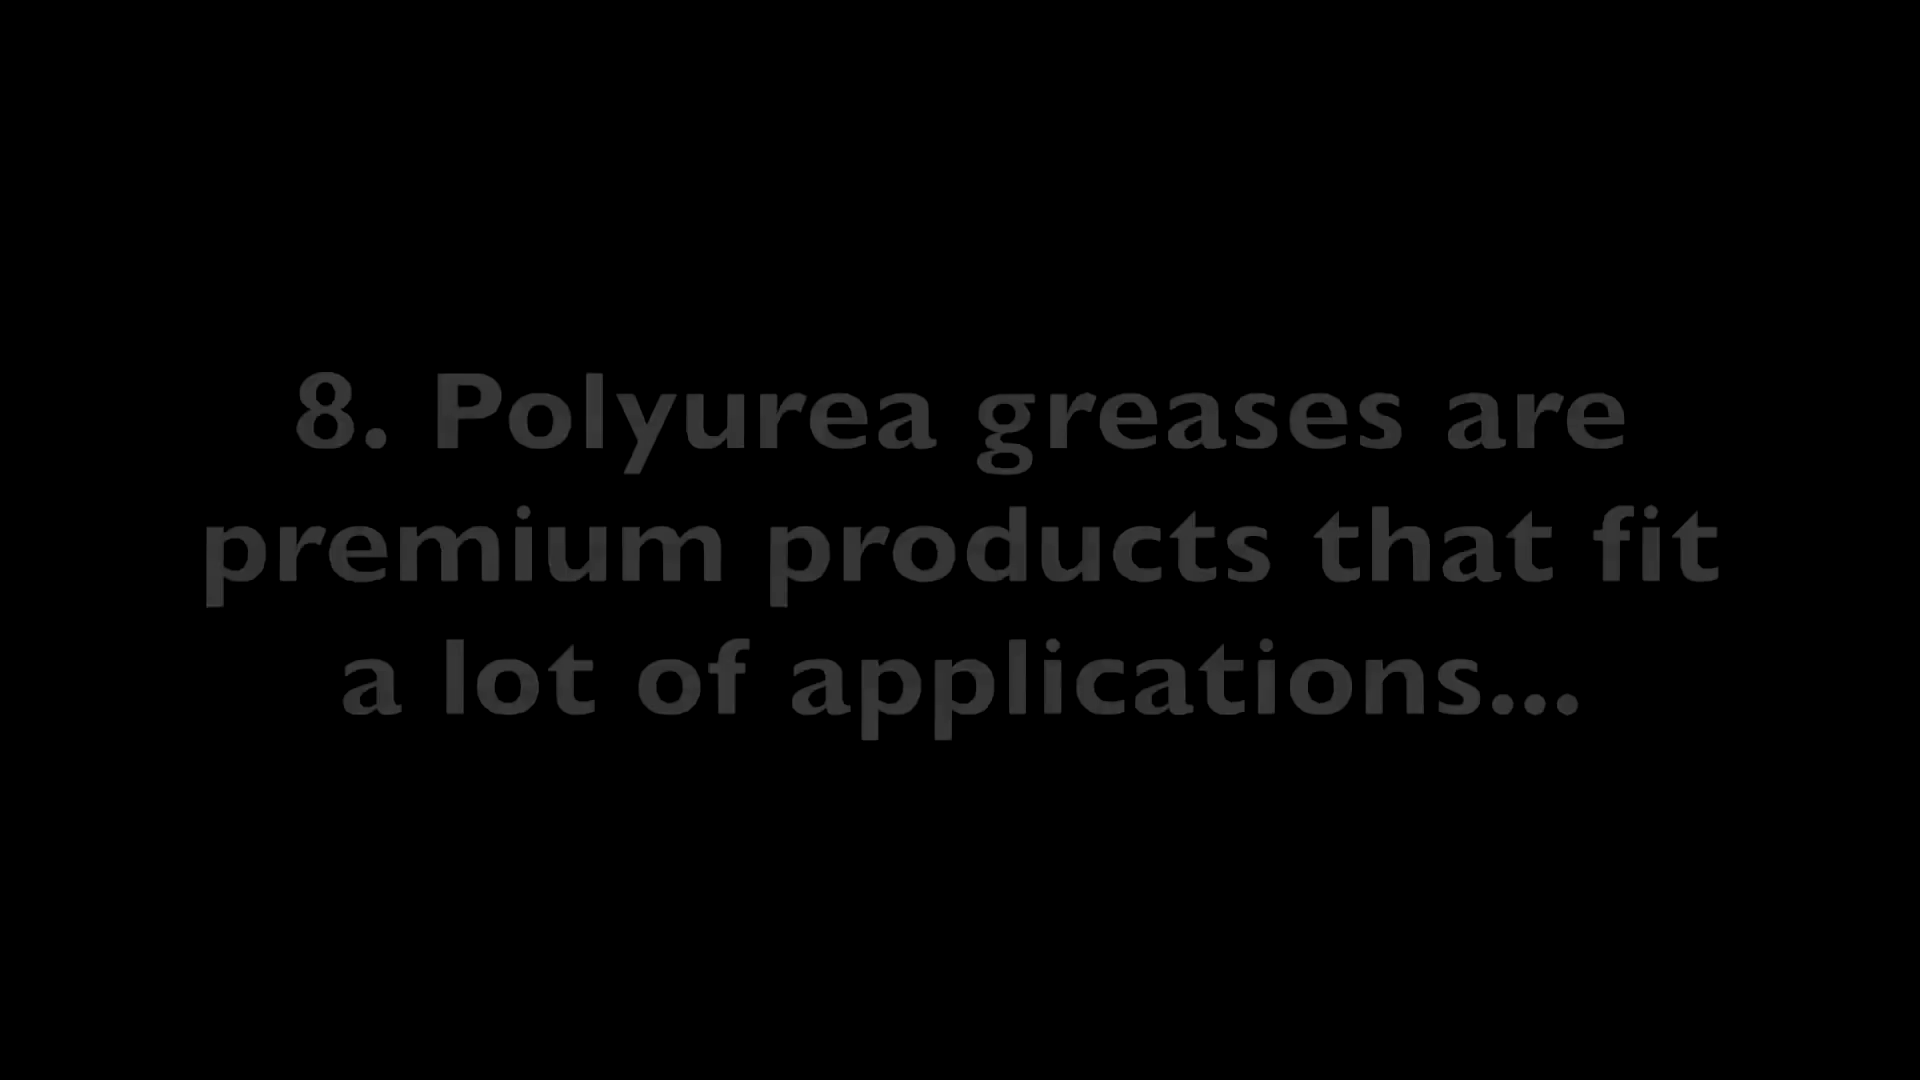 8. Polyurea greases are
premium products that fit
a lot of applications...